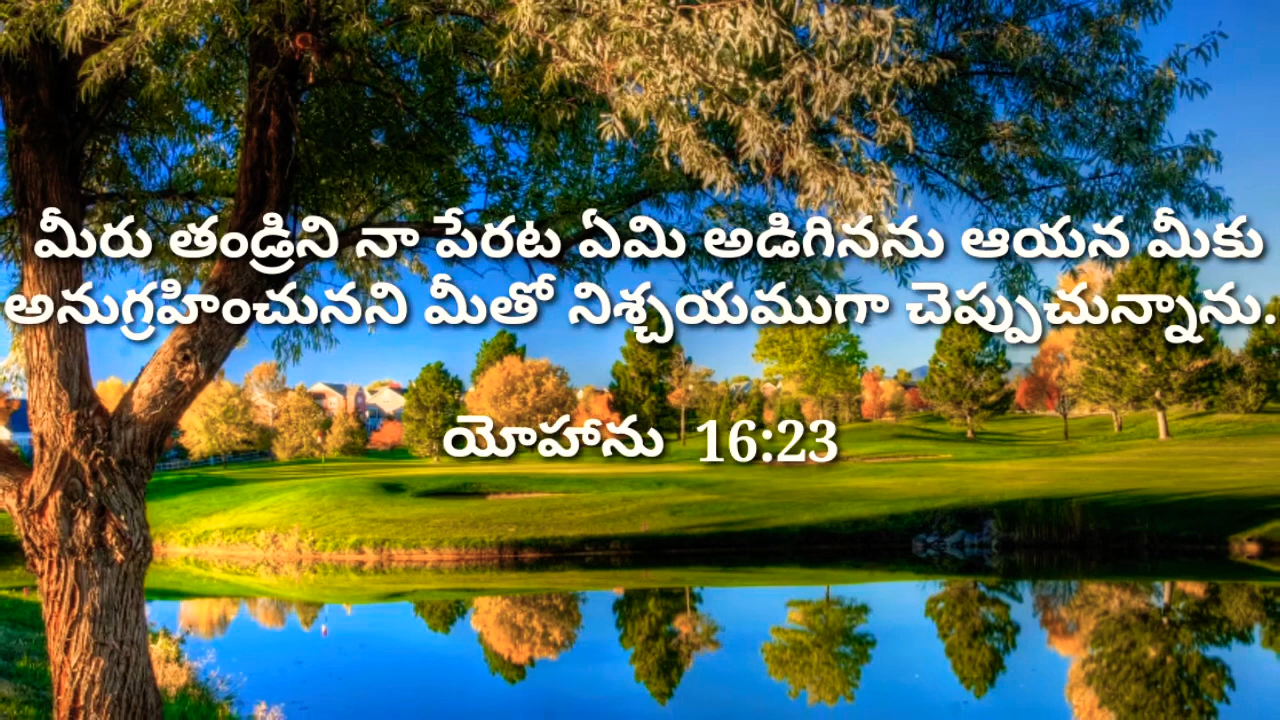 మీరు తండ్రిని నా పేరట ఏమి అడిగినను ఆయన మీకు
అనుగ్రహించునని మీతో నిశ్చయముగా చెప్పుచున్నాను.
యోహాను 16:23